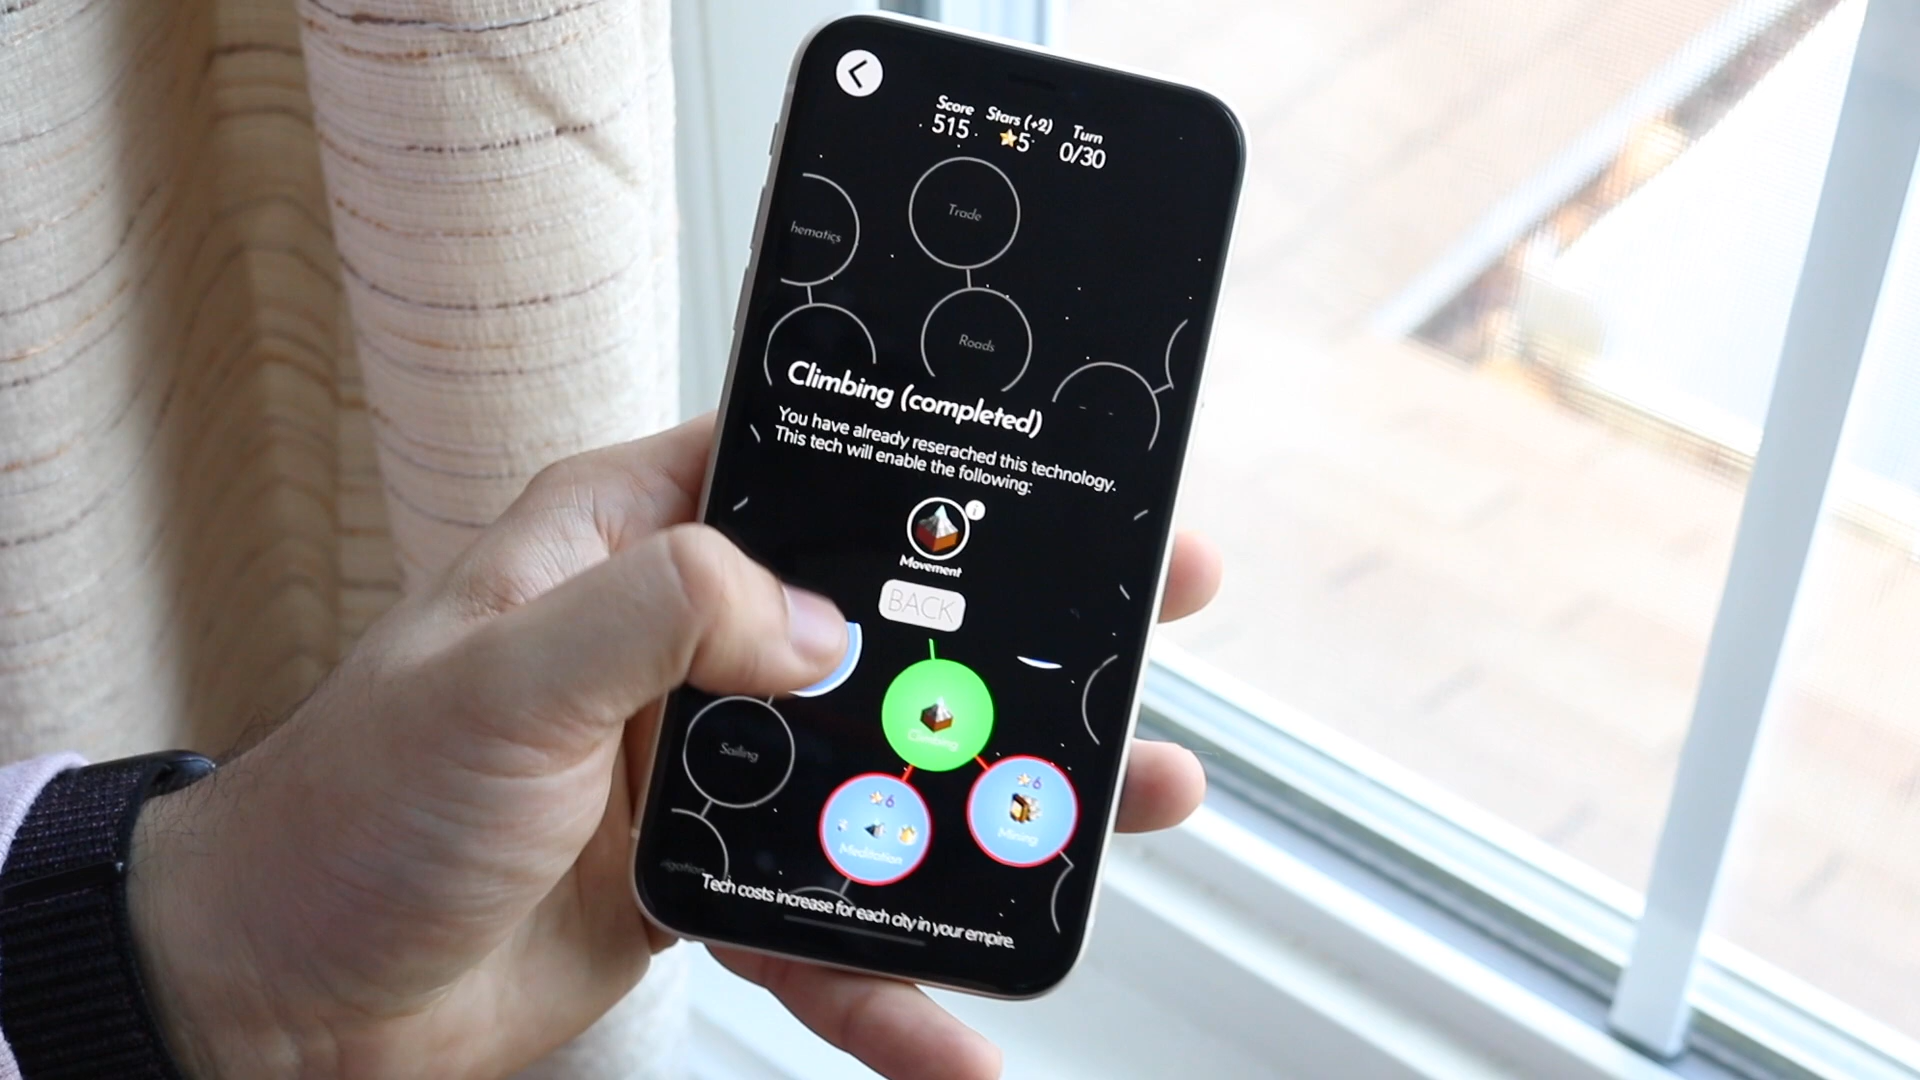 Score Stars (+2) Turn
515 5 0/30
hematics
Trade
Roads
Climbing (completed)
You have already reserached this technology.
This tech will enable the following:
i
Movement
BACK
Climbing
Sailing
6
Meditation
6
Mining
igation
Tech costs increase for each city in your empire.